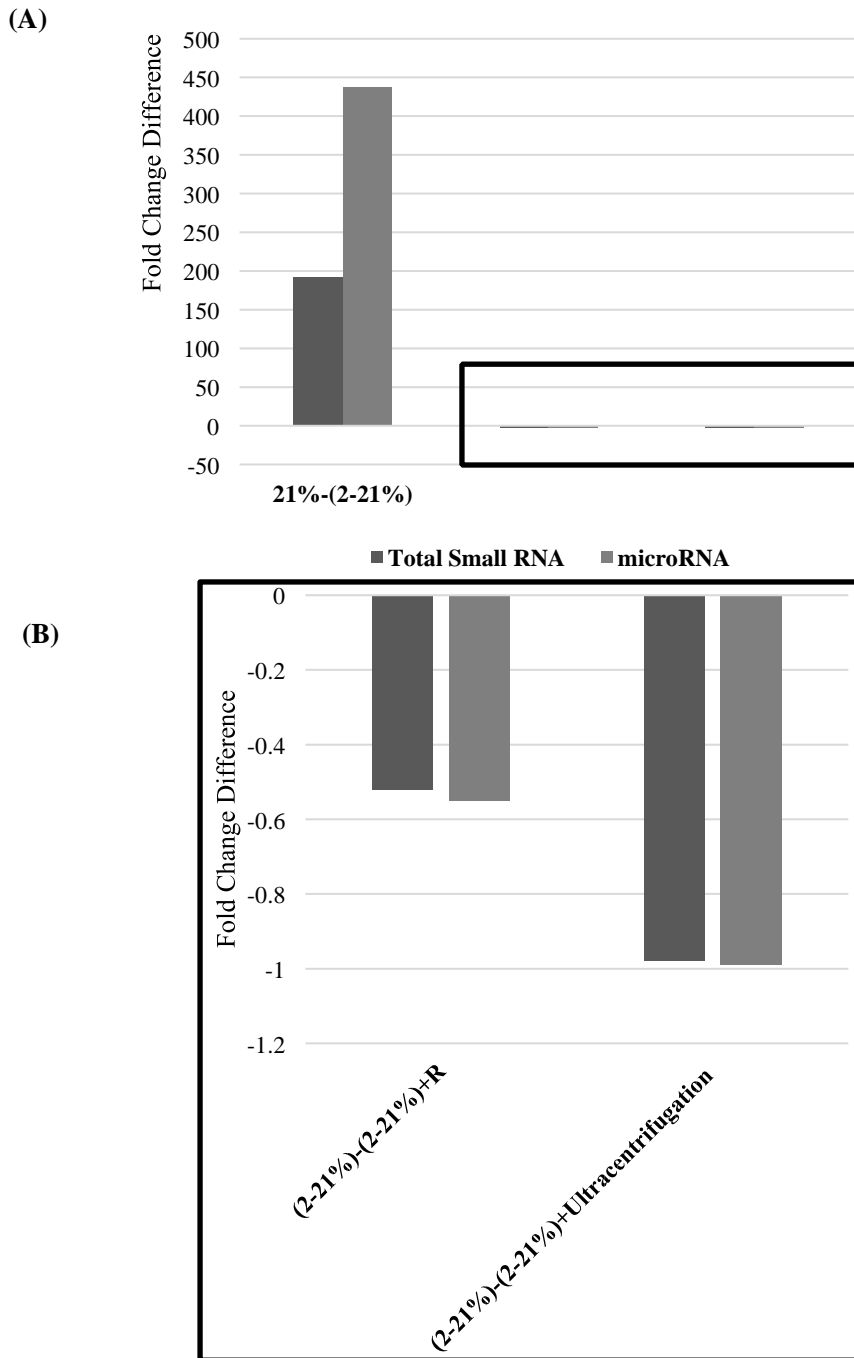 (A)
Fold Change Difference
500
450
400
350
300
250
200
150
100
50
0
-50
21%-(2-21%)
Total Small RNA microRNA
(B)
Fold Change Difference
0
-0.2
-0.4
-0.6
-0.8
-1
-1.2
(2-21%)-(2-21%)+R
(2-21%)-(2-21%)+Ultracentrifugation